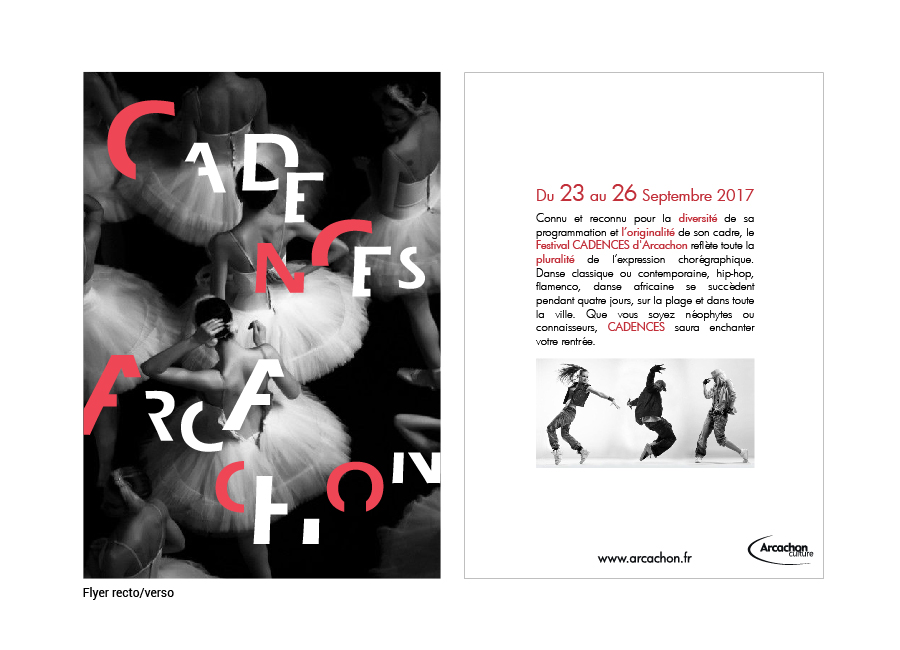 CADENCES
ARCACHON
Du 23 au 26 Septembre 2017
Connu et reconnu pour la diversité de sa
programmation et l'originalité de son cadre, le
Festival CADENCES d'Arcachon reflète toute la
pluralité de l'expression chorégraphique.
Danse classique ou contemporaine, hip-hop,
flamenco, danse africaine se succèdent
pendant quatre jours, sur la plage et dans toute
la ville. Que vous soyez néophytes ou
connaisseurs, CADENCES saura enchanter
votre rentrée.
www.arcachon.fr
Arcachon
culture
Flyer recto/verso